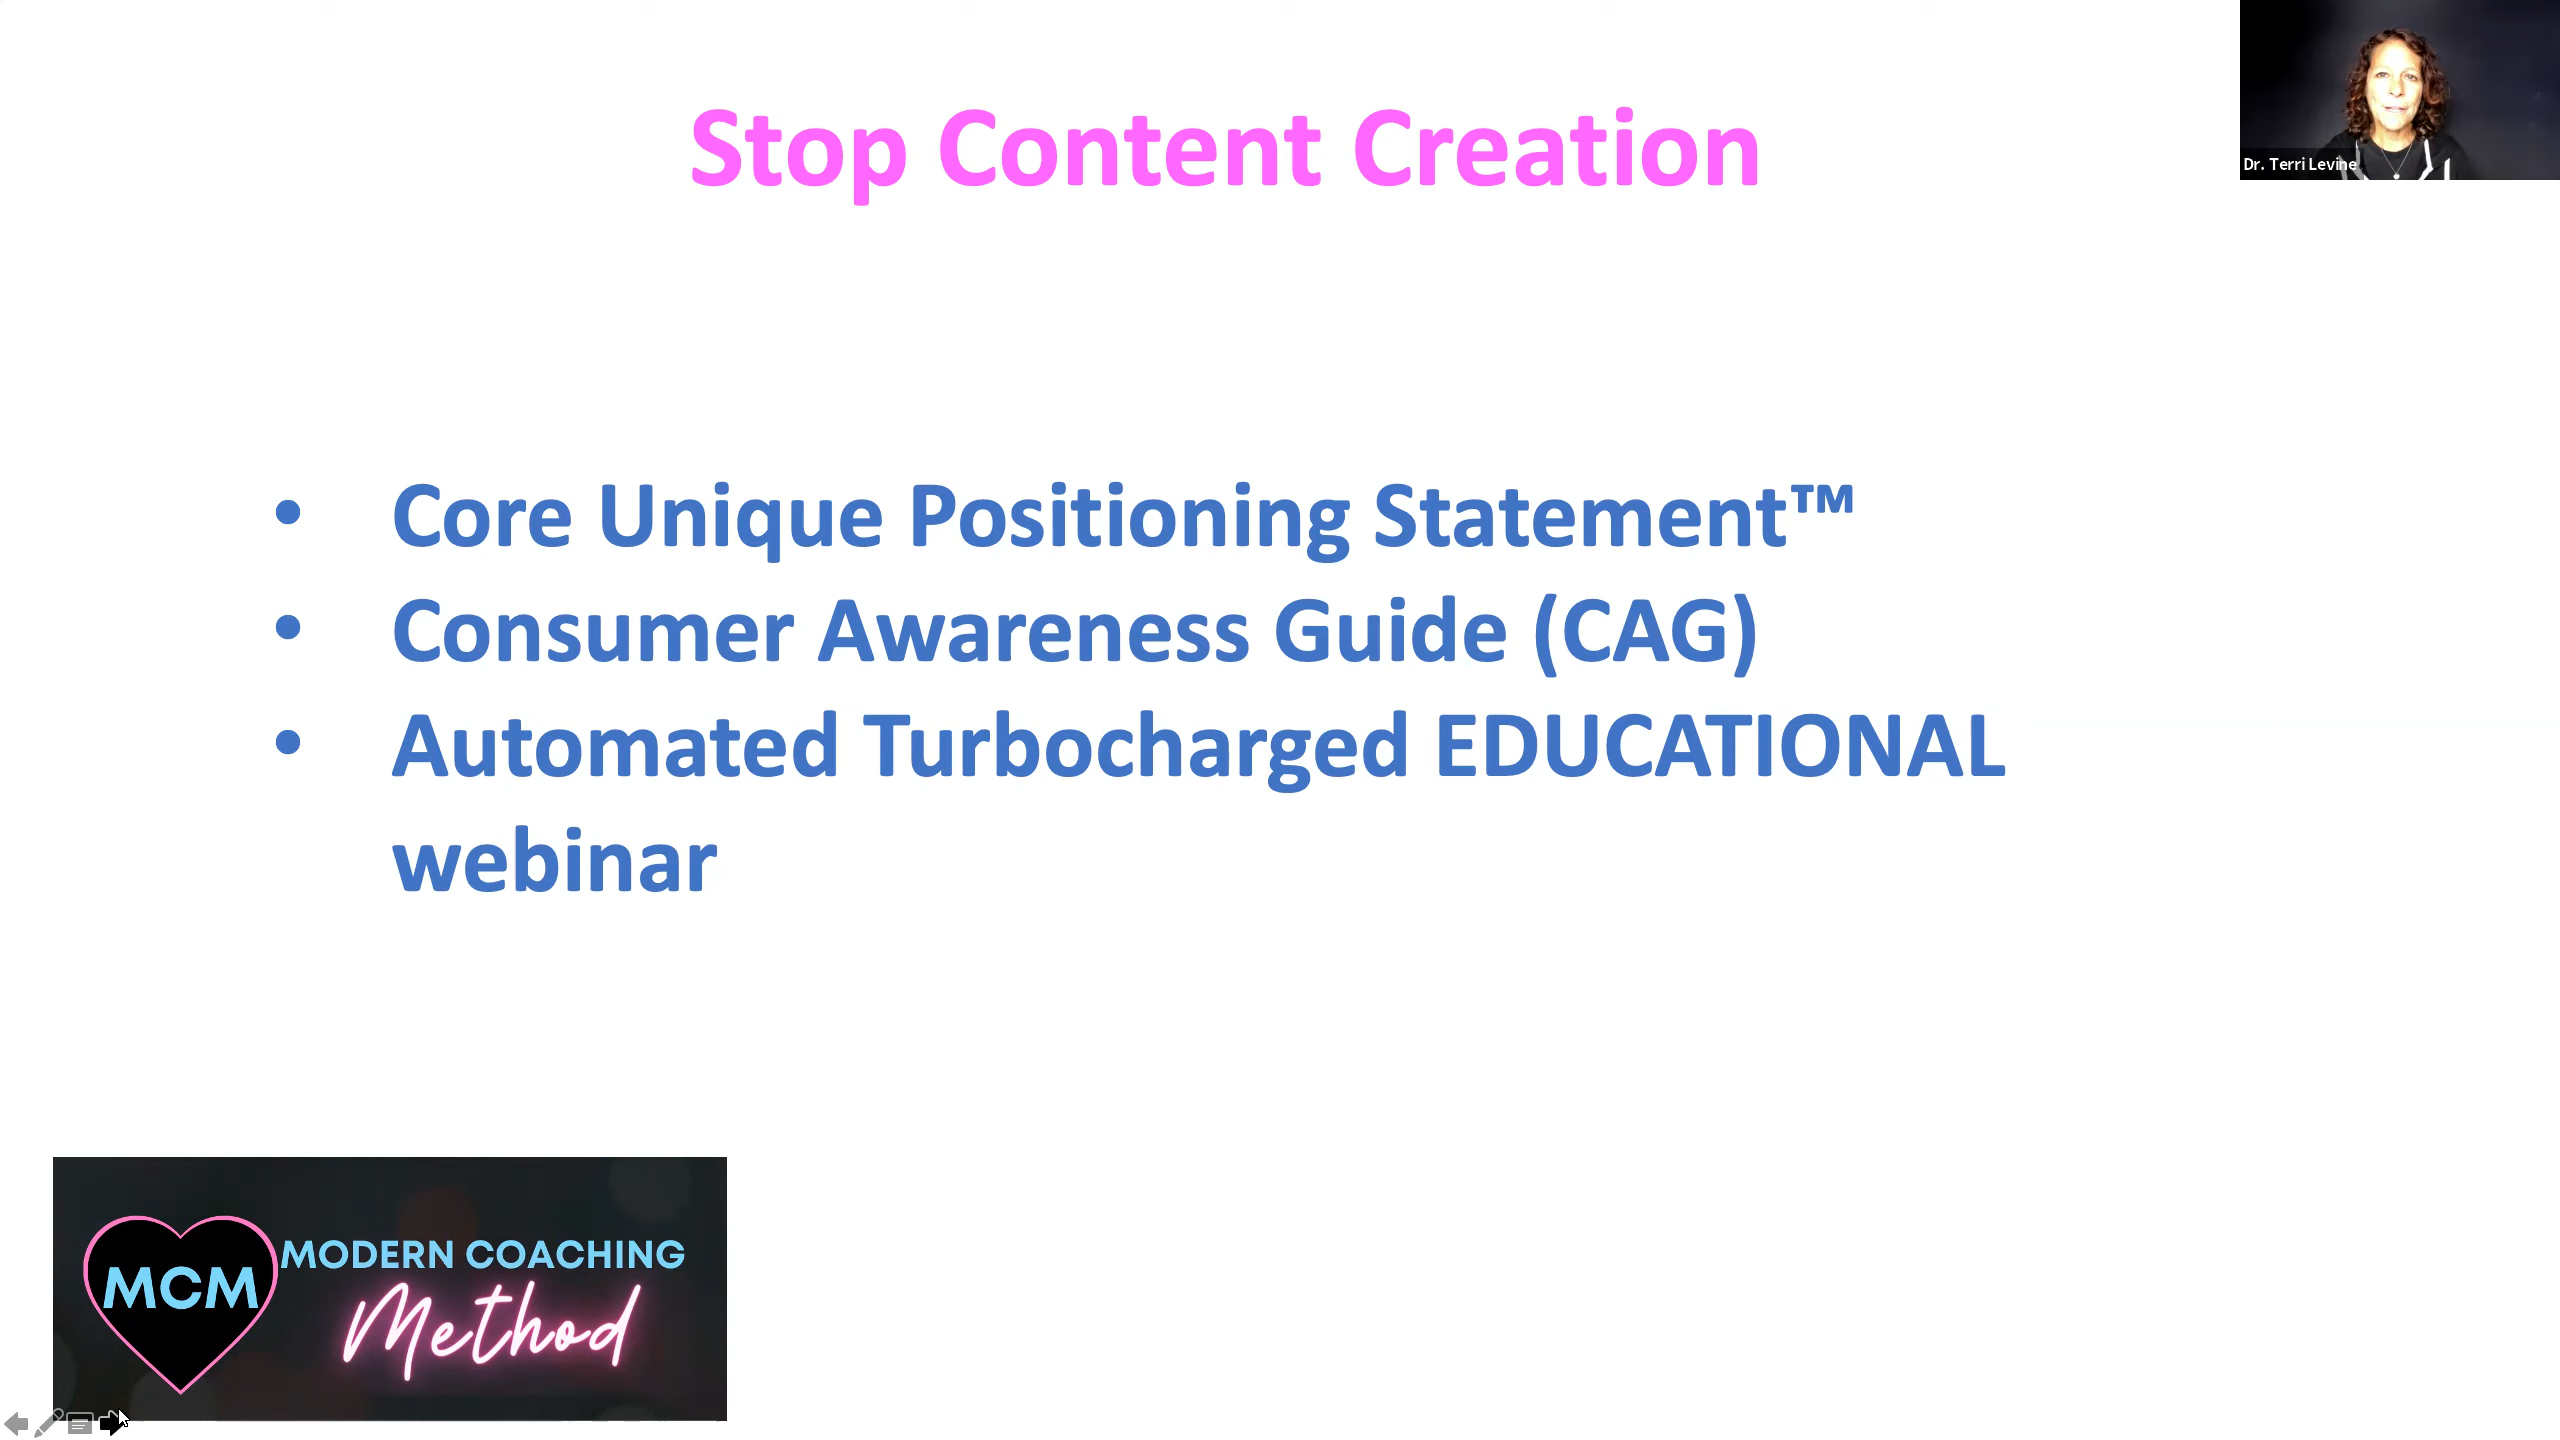 Stop Content Creation
Dr. Terri Levine
• Core Unique Positioning Statement™
• Consumer Awareness Guide (CAG)
• Automated Turbocharged EDUCATIONAL
webinar
MCM
MODERN COACHING
Method